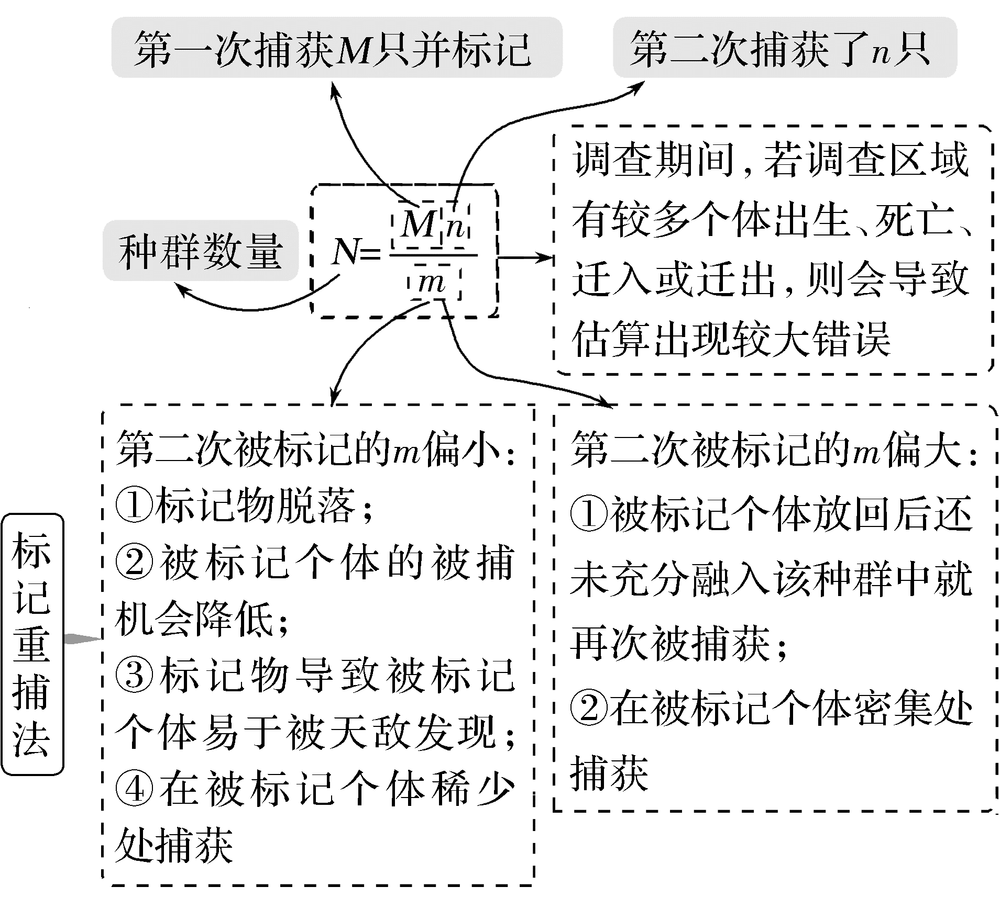 第一次捕获M只并标记
第二次捕获了n只
种群数量
N=Mn/m
调查期间,若调查区域
有较多个体出生、死亡、
迁入或迁出,则会导致
估算出现较大错误
标记重捕法
第二次被标记的m偏小:
①标记物脱落;
②被标记个体的被捕
机会降低;
③标记物导致被标记
个体易于被天敌发现;
④在被标记个体稀少
处捕获
第二次被标记的m偏大:
①被标记个体放回后还
未充分融入该种群中就
再次被捕获;
②在被标记个体密集处
捕获